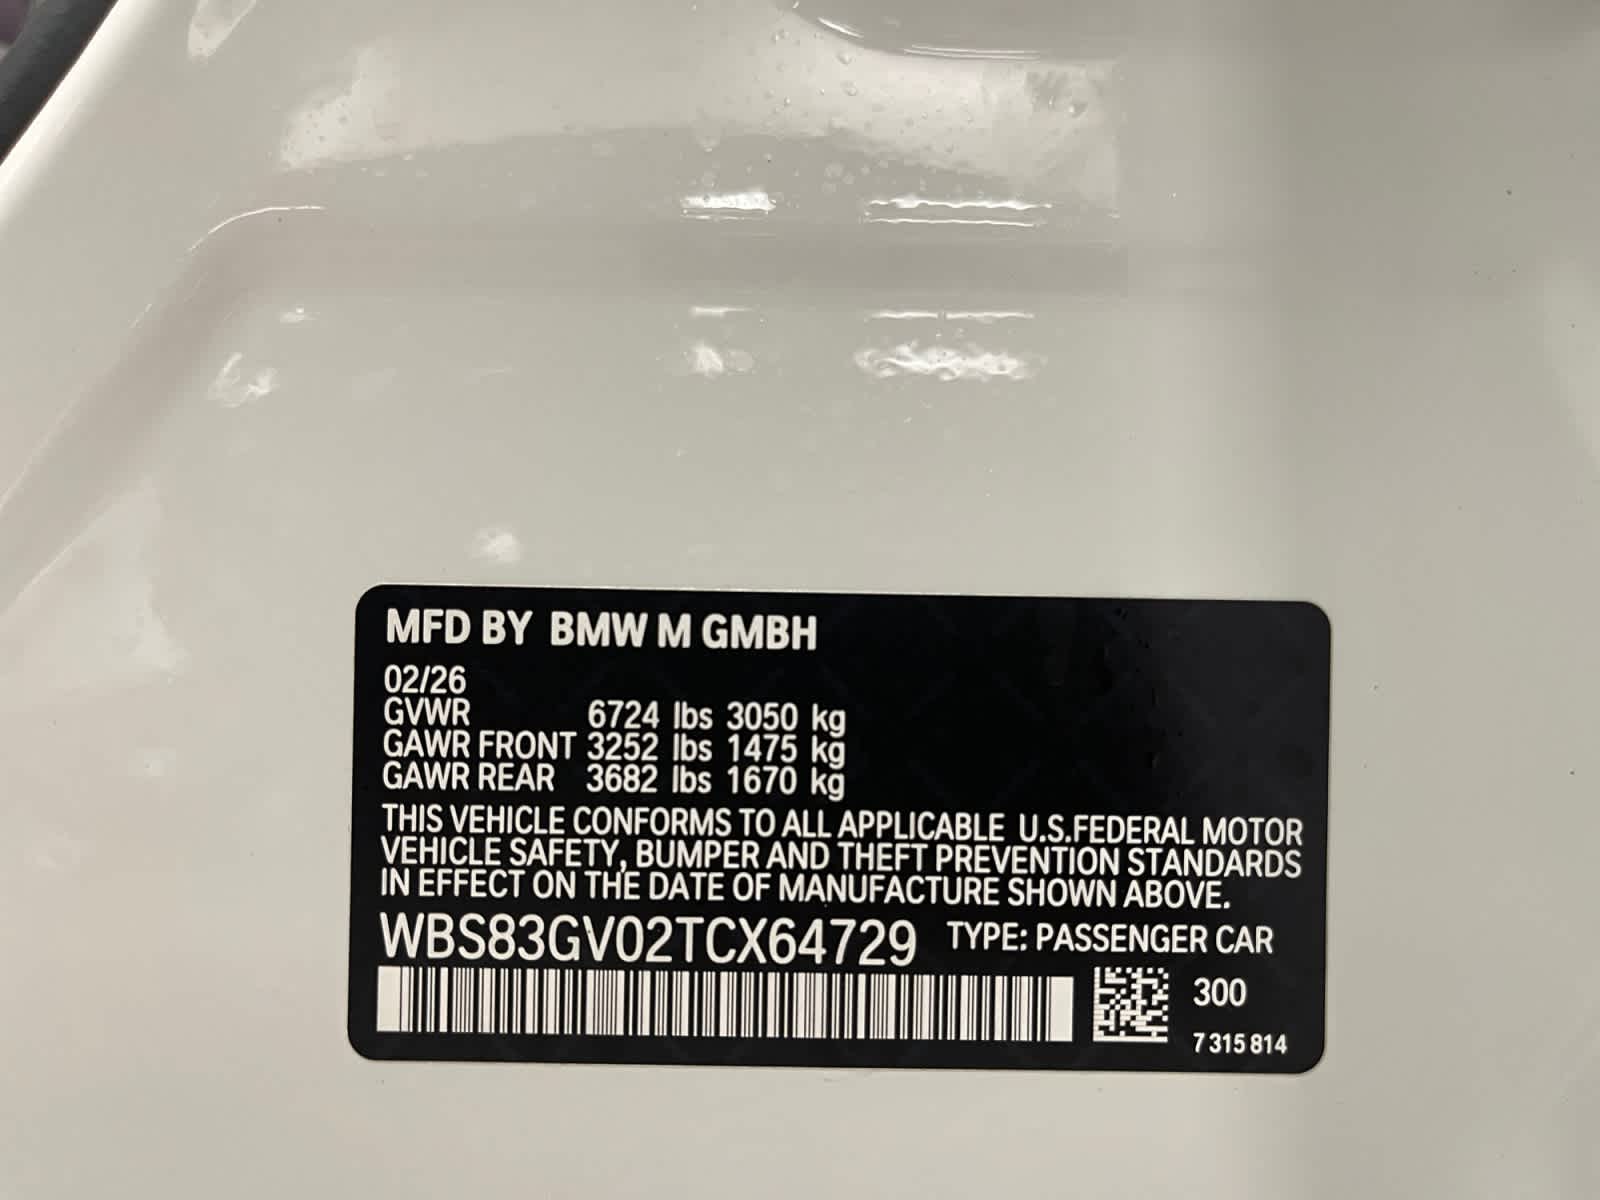 MFD BY BMW M GMBH
02/26
GVWR 6724 lbs 3050 kg
GAWR FRONT 3252 lbs 1475 kg
GAWR REAR 3682 lbs 1670 kg
THIS VEHICLE CONFORMS TO ALL APPLICABLE U.S.FEDERAL MOTOR
VEHICLE SAFETY, BUMPER AND THEFT PREVENTION STANDARDS
IN EFFECT ON THE DATE OF MANUFACTURE SHOWN ABOVE.
WBS83GV02TCX64729 TYPE: PASSENGER CAR
300
7 315 814